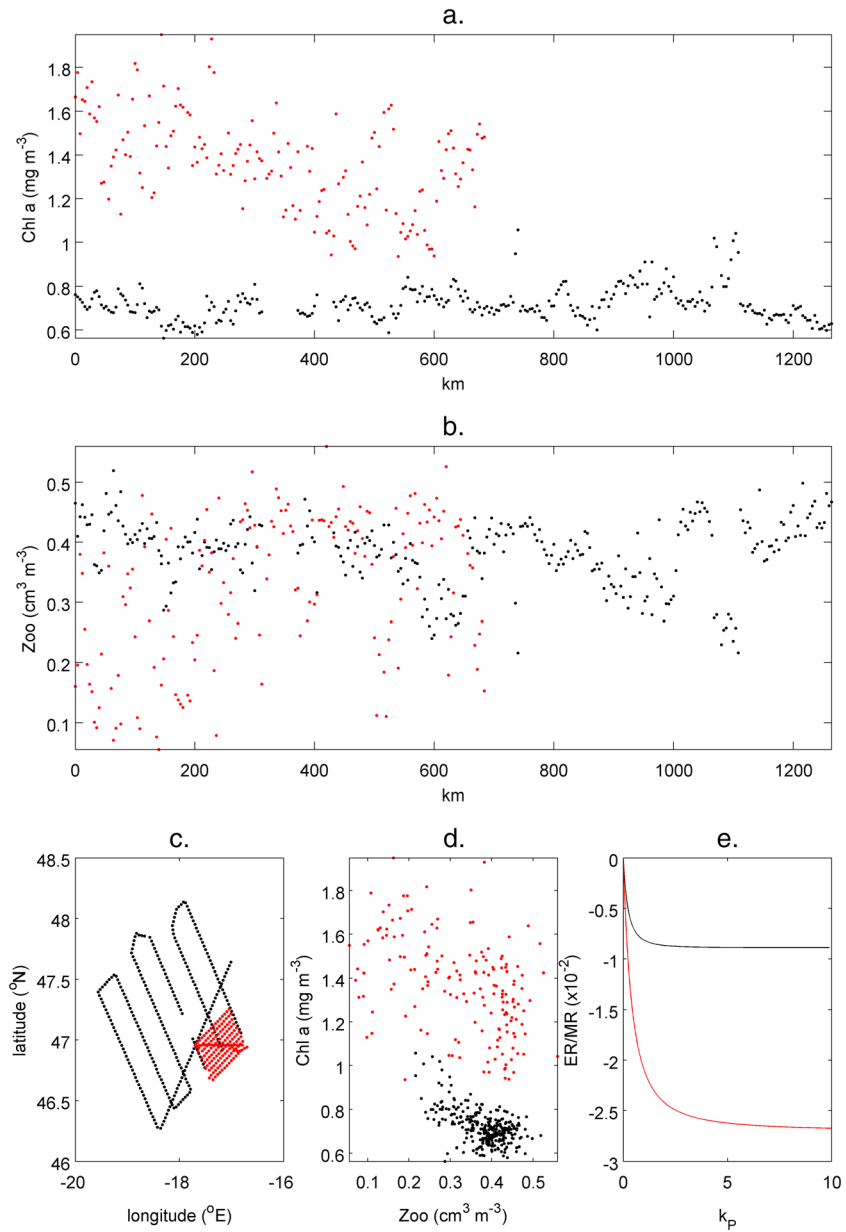 a.
1.8
1.6
1.4
1.2
1
0.8
0.6
Chl a (mg m⁻³)
0 200 400 600 800 1000 1200
km
b.
0.5
0.4
0.3
0.2
0.1
Zoo (cm³ m⁻³)
0 200 400 600 800 1000 1200
km
c.
48.5
48
47.5
47
46.5
46
latitude (°N)
-20 -18 -16
longitude (°E)
d.
1.8
1.6
1.4
1.2
1
0.8
0.6
Chl a (mg m⁻³)
0.1 0.2 0.3 0.4 0.5
Zoo (cm³ m⁻³)
e.
0
-0.5
-1
-1.5
-2
-2.5
-3
ER/MR (x10⁻²)
0 5 10
k_P